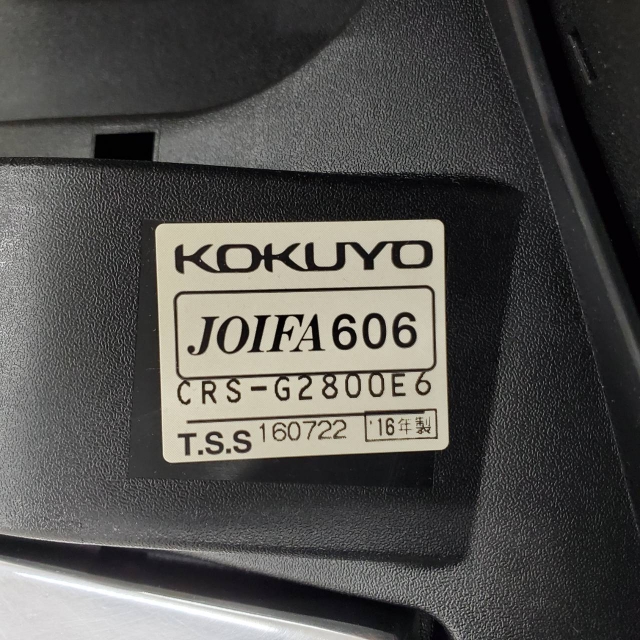 KOKUYO
JOIFA606
CRS-G2800E6
T.S.S 160722 '16年製